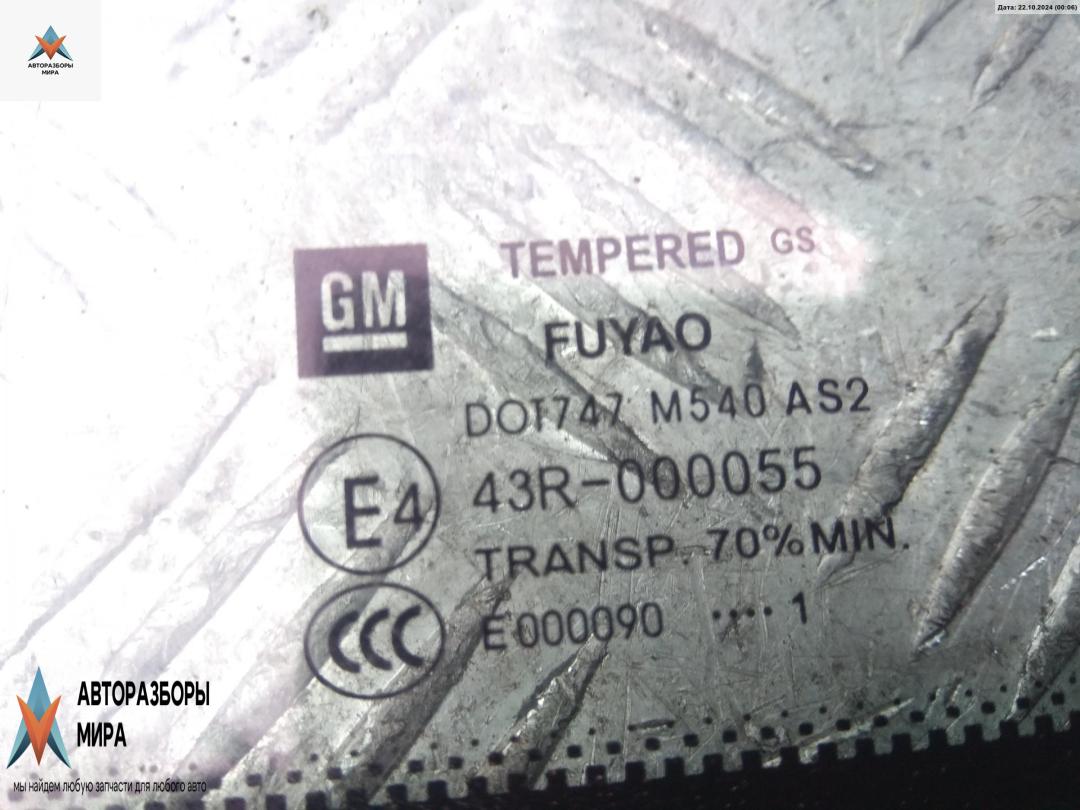 АВТОРАЗБОРЫ
МИРА
Дата: 22.10.2024 (00:06)
GM
TEMPERED GS
FUYAO
DOT747 M540 AS2
E4
43R-000055
TRANSP. 70% MIN.
CCC
E000090 •••• 1
АВТОРАЗБОРЫ
МИРА
мы найдем любую запчасти для любого авто